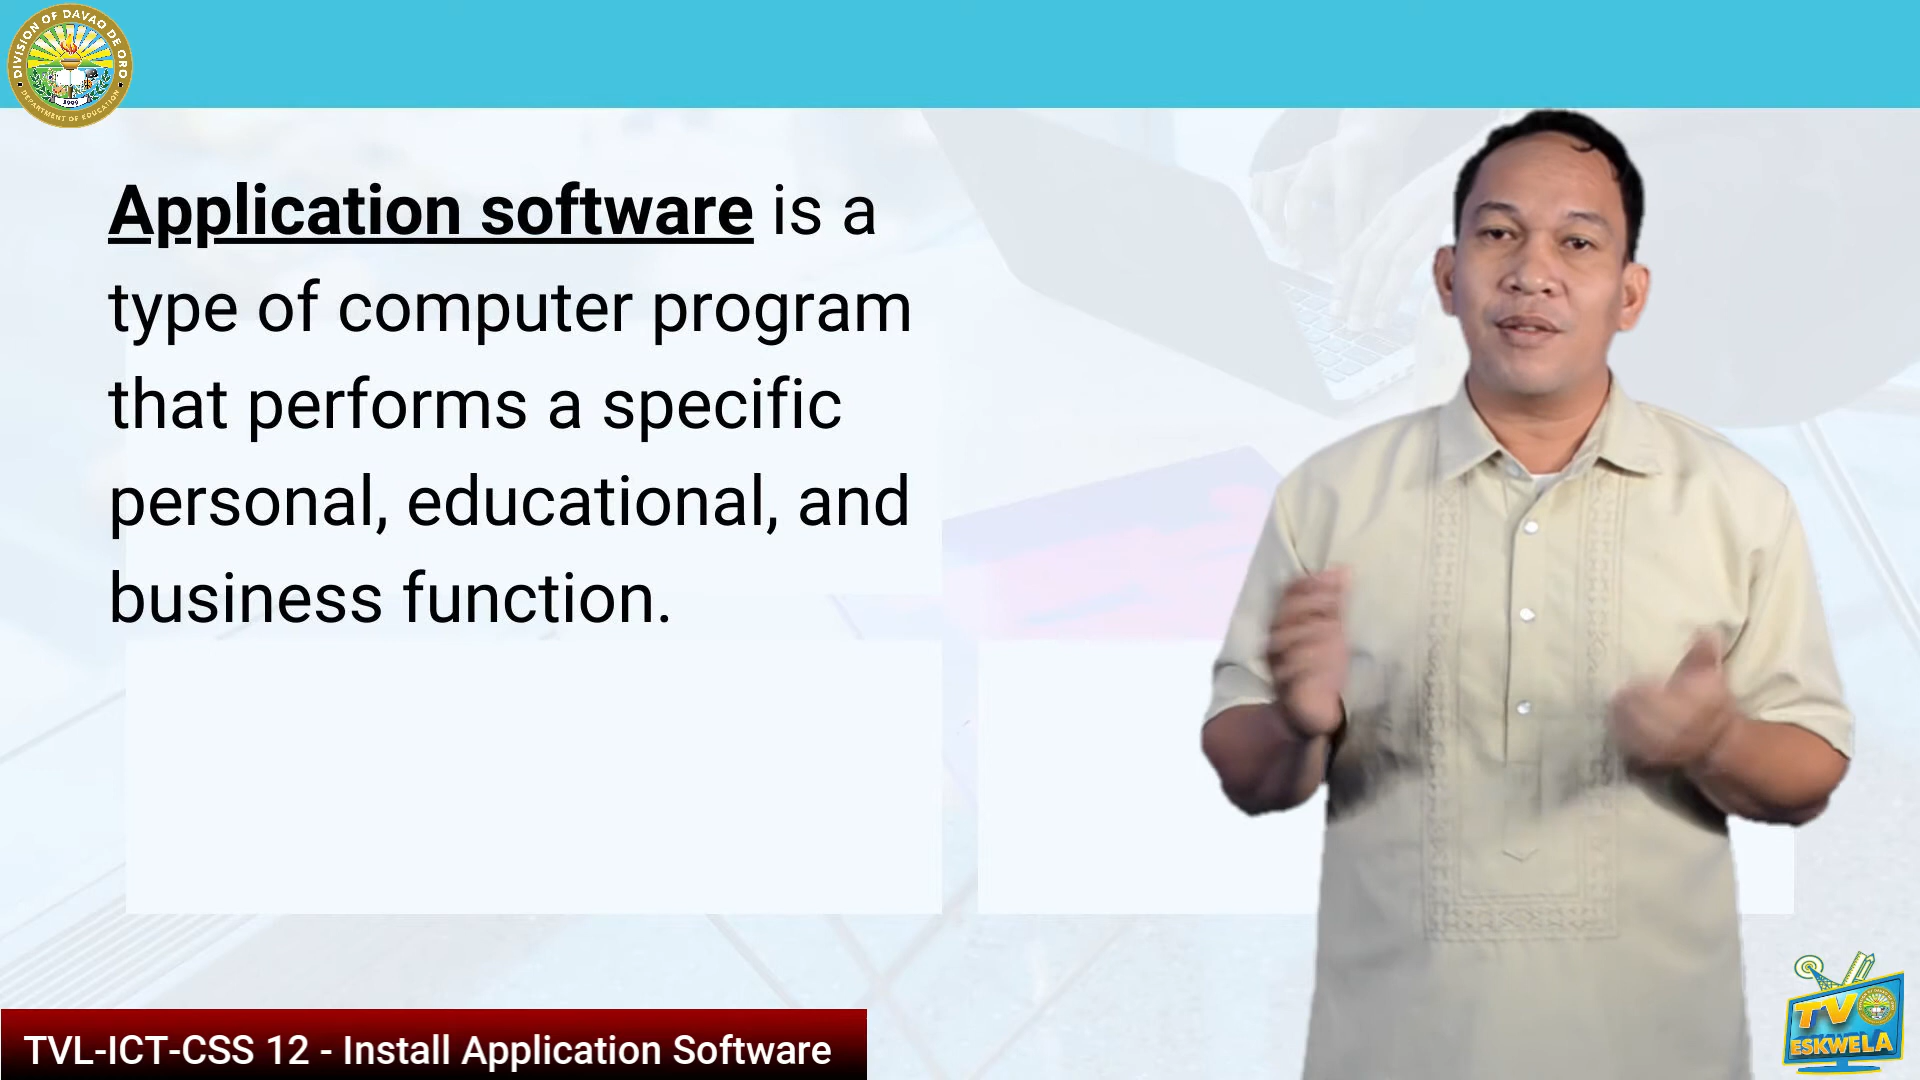 DIVISION OF DAVAO DE ORO
DEPARTMENT OF EDUCATION
1999
Application software is a
type of computer program
that performs a specific
personal, educational, and
business function.
TVL-ICT-CSS 12 - Install Application Software
TV
ESKWELA